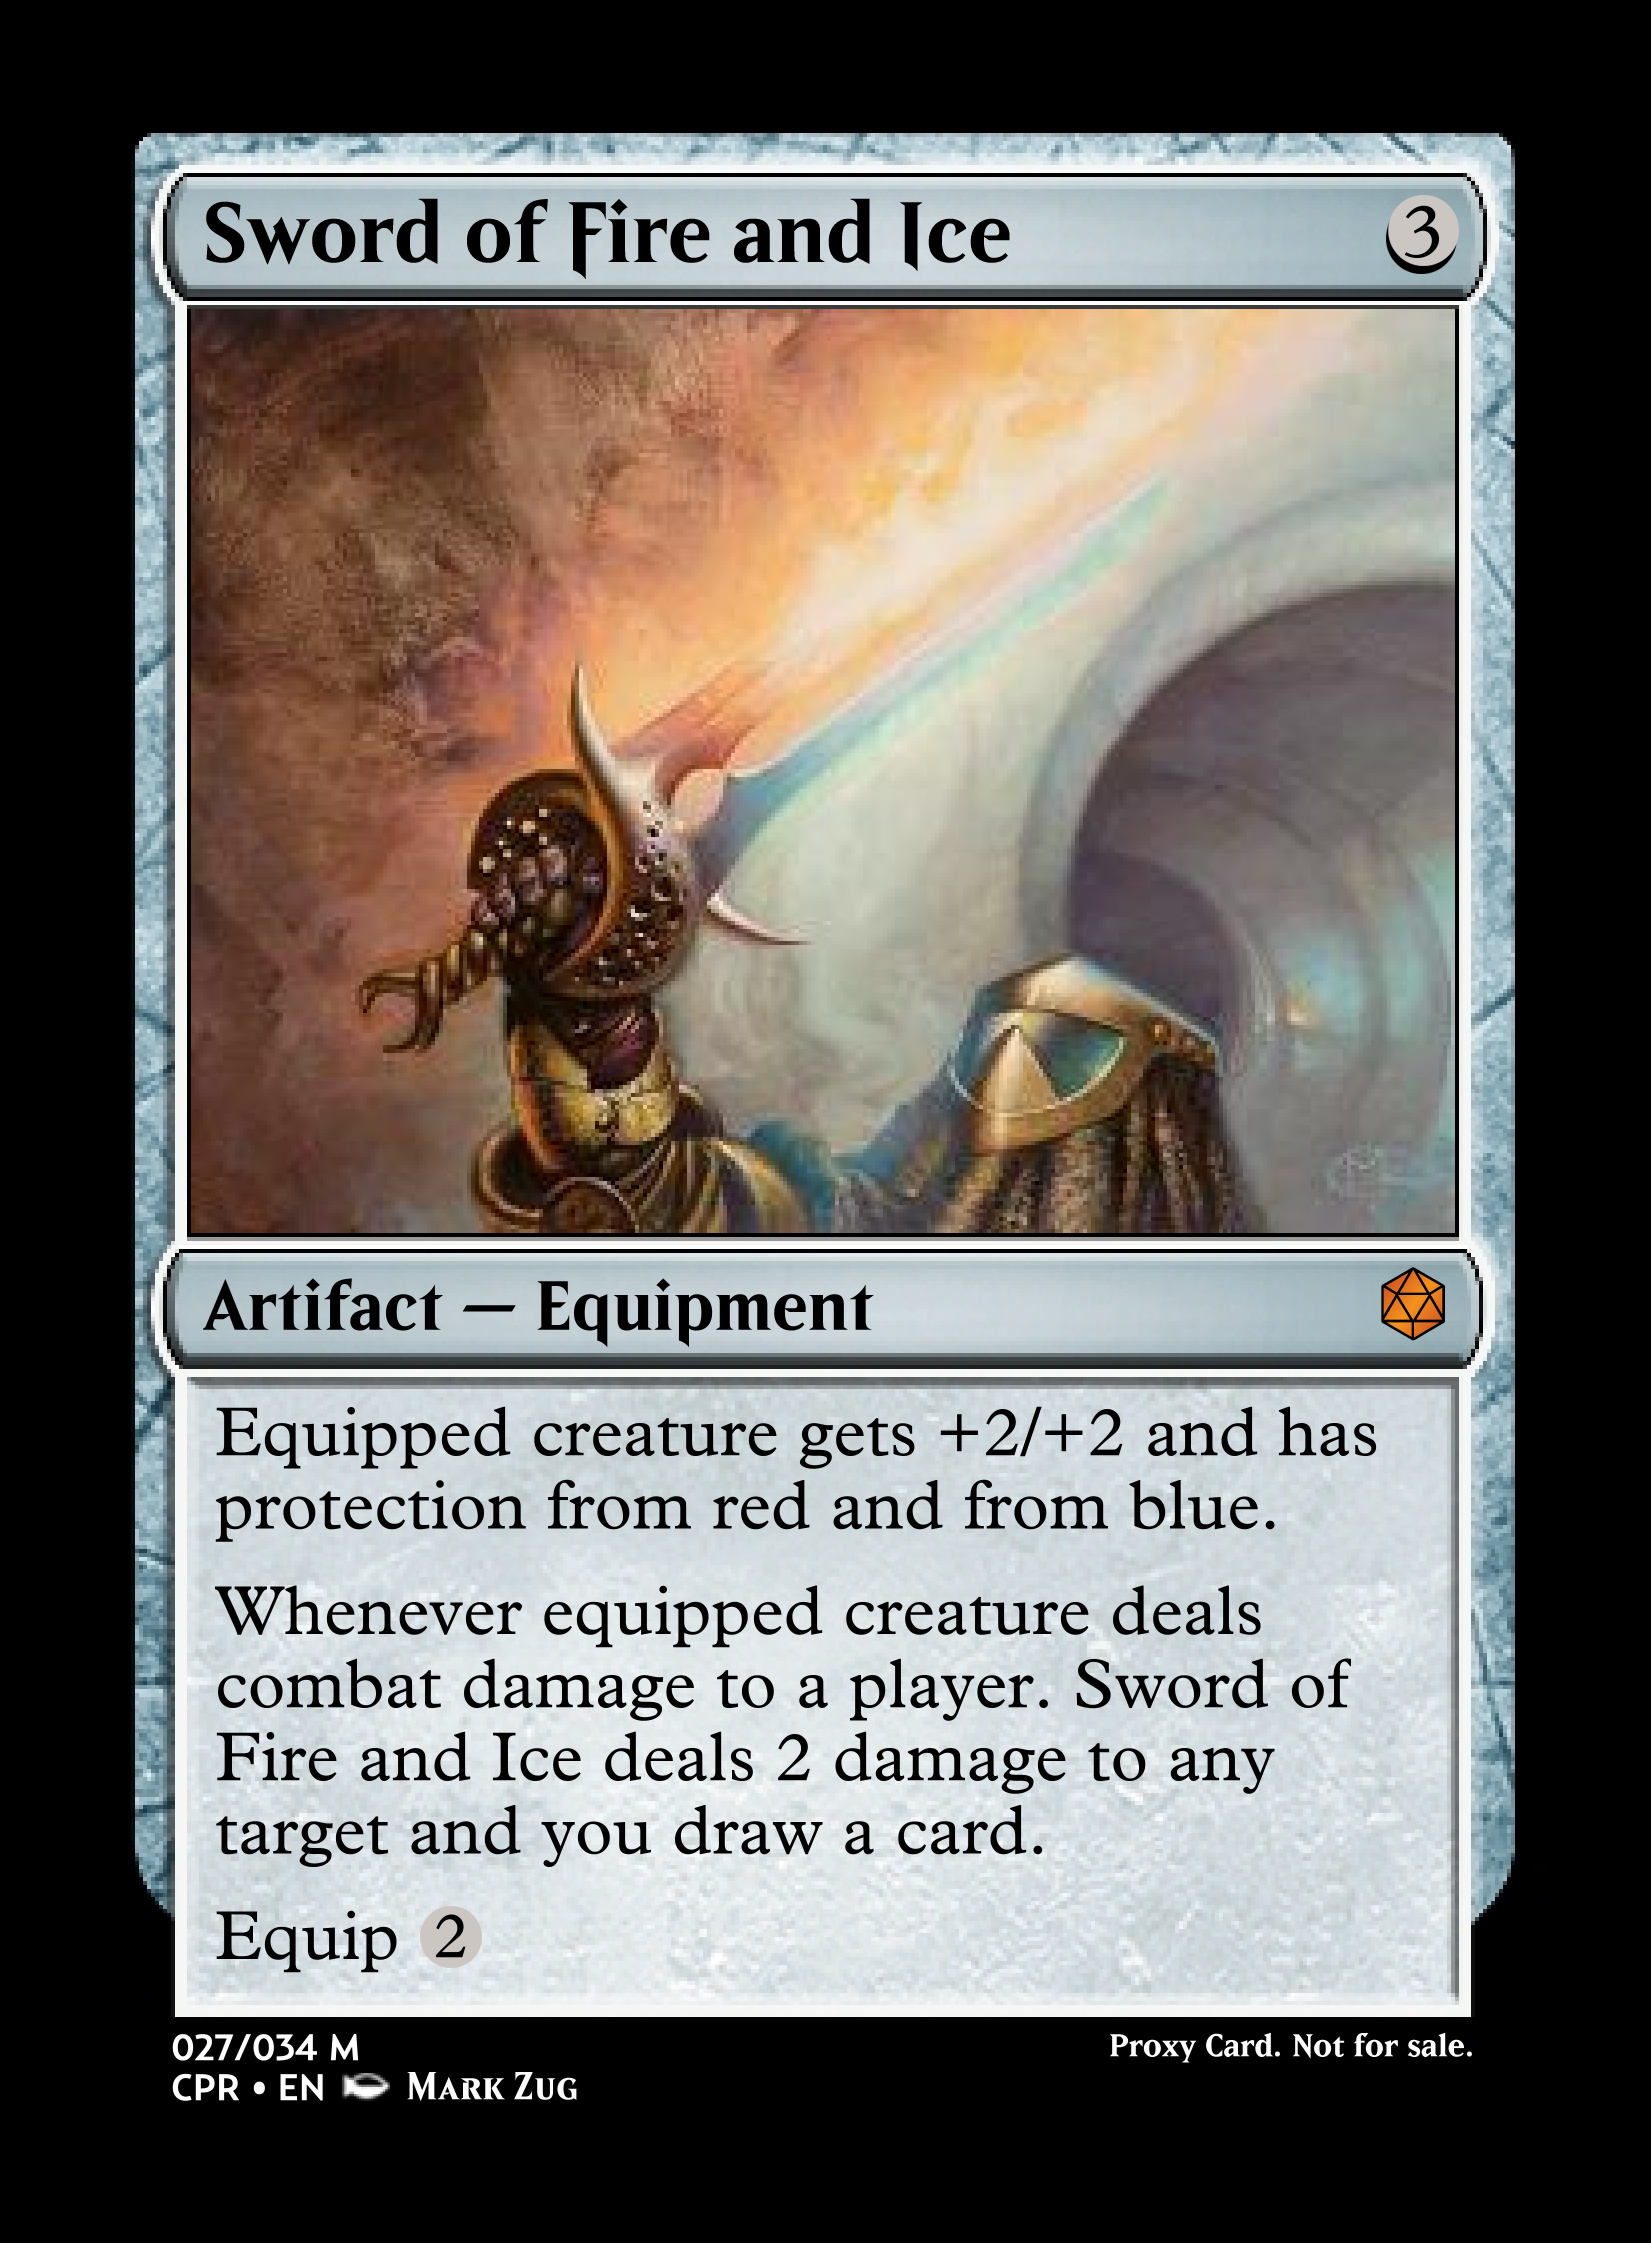 Sword of Fire and Ice 3
Artifact — Equipment
Equipped creature gets +2/+2 and has
protection from red and from blue.
Whenever equipped creature deals
combat damage to a player. Sword of
Fire and Ice deals 2 damage to any
target and you draw a card.
Equip 2
027/034 M
Proxy Card. Not for sale.
CPR • EN Mark Zug